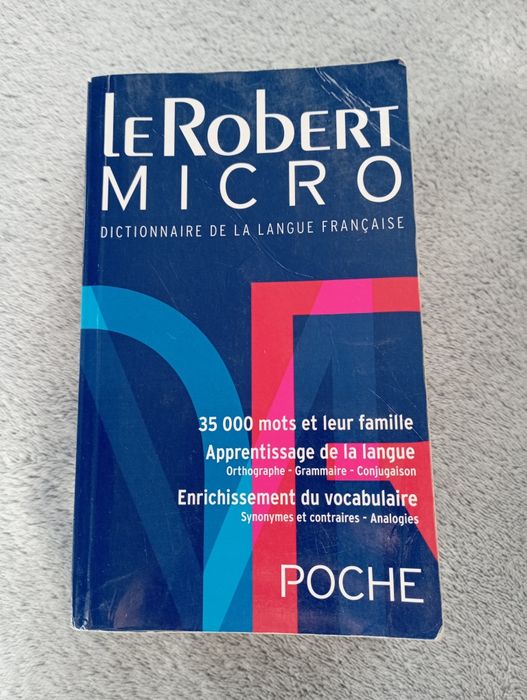 LE ROBERT
MICRO
DICTIONNAIRE DE LA LANGUE FRANÇAISE
35 000 mots et leur famille
Apprentissage de la langue
Orthographe - Grammaire - Conjugaison
Enrichissement du vocabulaire
Synonymes et contraires - Analogies
POCHE